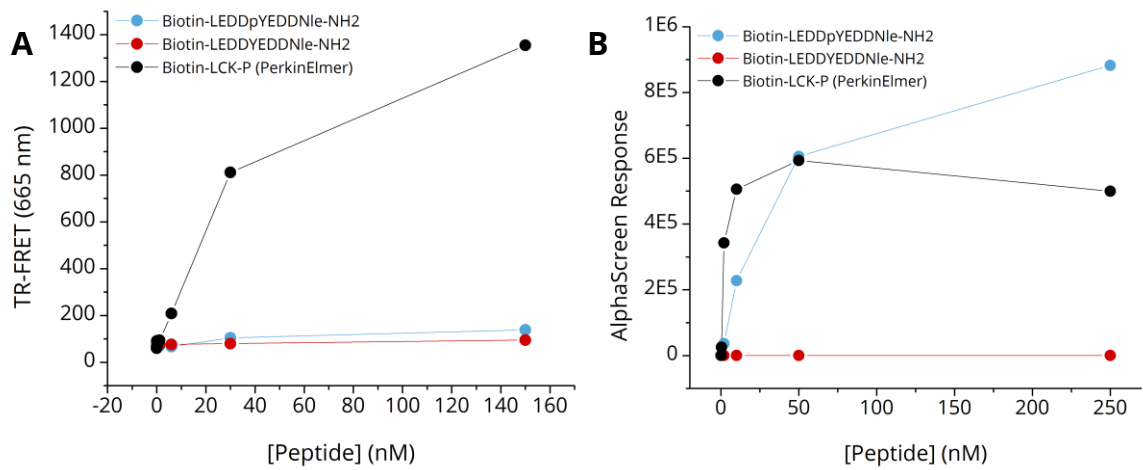 A
Biotin-LEDDpYEDDNle-NH2
Biotin-LEDDYEDDNle-NH2
Biotin-LCK-P (PerkinElmer)
TR-FRET (665 nm)
1400
1200
1000
800
600
400
200
0
-20 0 20 40 60 80 100 120 140 160
[Peptide] (nM)
B
Biotin-LEDDpYEDDNle-NH2
Biotin-LEDDYEDDNle-NH2
Biotin-LCK-P (PerkinElmer)
AlphaScreen Response
1E6
8E5
6E5
4E5
2E5
0
0 50 100 150 200 250
[Peptide] (nM)